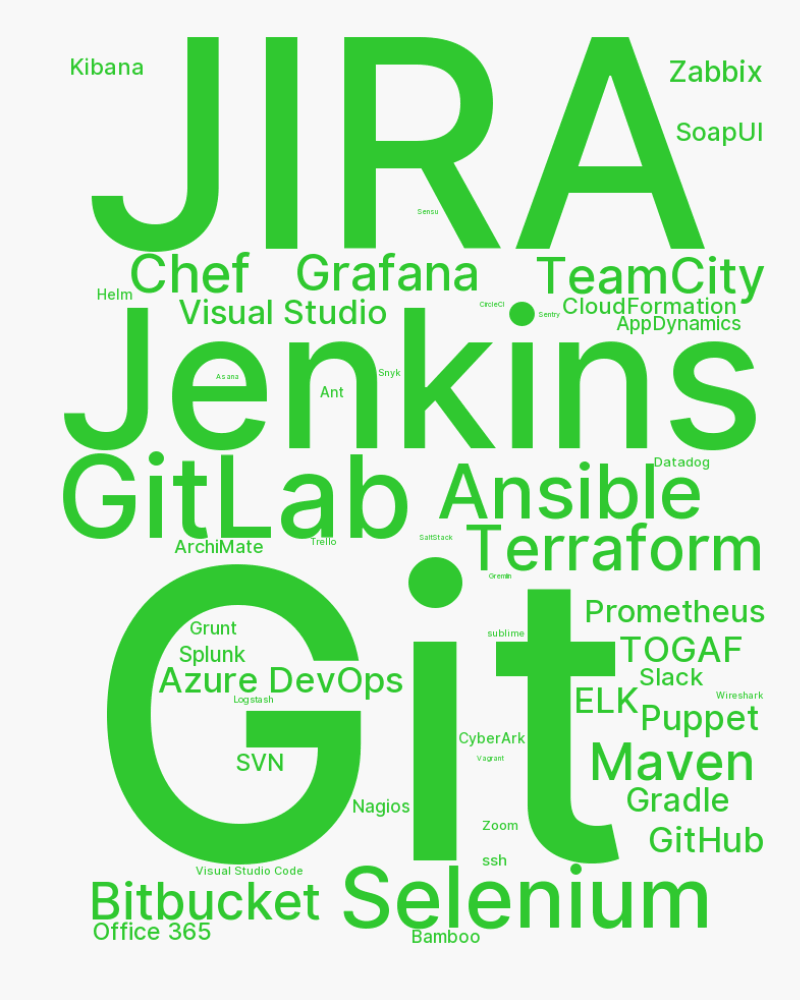 JIRA
Kibana
Zabbix
SoapUI
Sensu
Chef
Grafana
TeamCity
Helm
Visual Studio
CircleCI
Sentry
CloudFormation
AppDynamics
Jenkins
Asana
Snyk
Ant
GitLab
Ansible
Datadog
ArchiMate
Trello
SaltStack
Terraform
Gremlin
Git
Grunt
Splunk
Azure DevOps
Logstash
SVN
Nagios
sublime
CyberArk
Vagrant
Zoom
ssh
Prometheus
TOGAF
Slack
Wireshark
ELK
Puppet
Maven
Gradle
GitHub
Visual Studio Code
Bitbucket
Selenium
Office 365
Bamboo